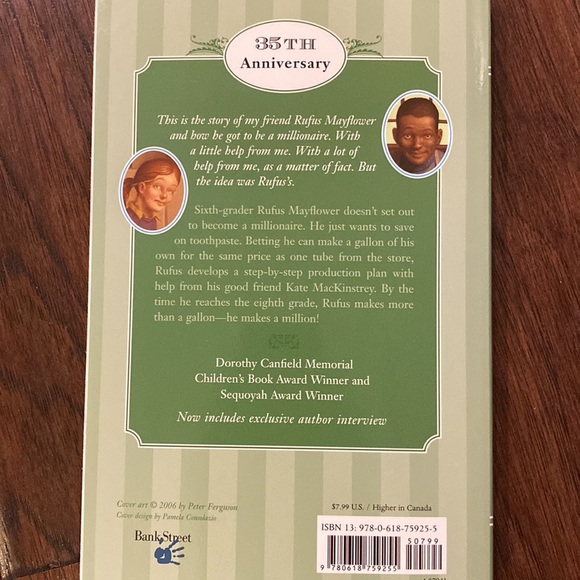 35TH
Anniversary
This is the story of my friend Rufus Mayflower
and how he got to be a millionaire. With
a little help from me. With a lot of
help from me, as a matter of fact. But
the idea was Rufus's.
Sixth-grader Rufus Mayflower doesn't set out
to become a millionaire. He just wants to save
on toothpaste. Betting he can make a gallon of his
own for the same price as one tube from the store,
Rufus develops a step-by-step production plan with
help from his good friend Kate MacKinstrey. By the
time he reaches the eighth grade, Rufus makes more
than a gallon—he makes a million!
Dorothy Canfield Memorial
Children's Book Award Winner and
Sequoyah Award Winner
Now includes exclusive author interview
Cover art © 2006 by Peter Ferguson
Cover design by Pamela Consolazio
$7.99 U.S. / Higher in Canada
BankStreet
ISBN 13: 978-0-618-75925-5
50799
9 780618 759255